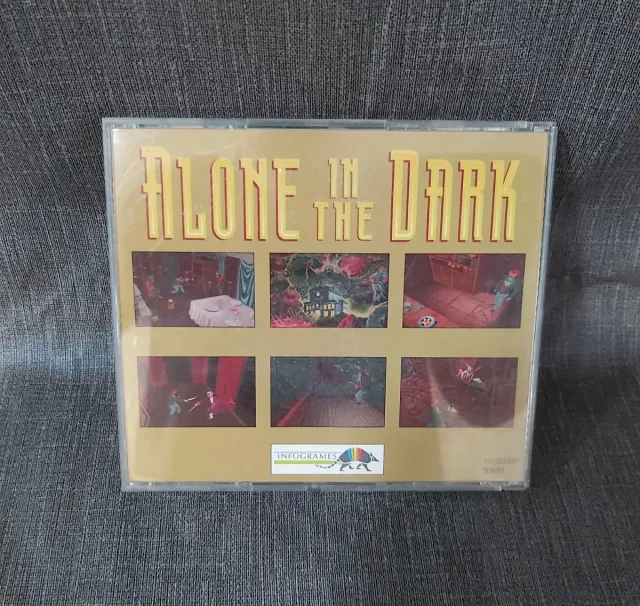 ALONE IN THE DARK
INFOGRAMES